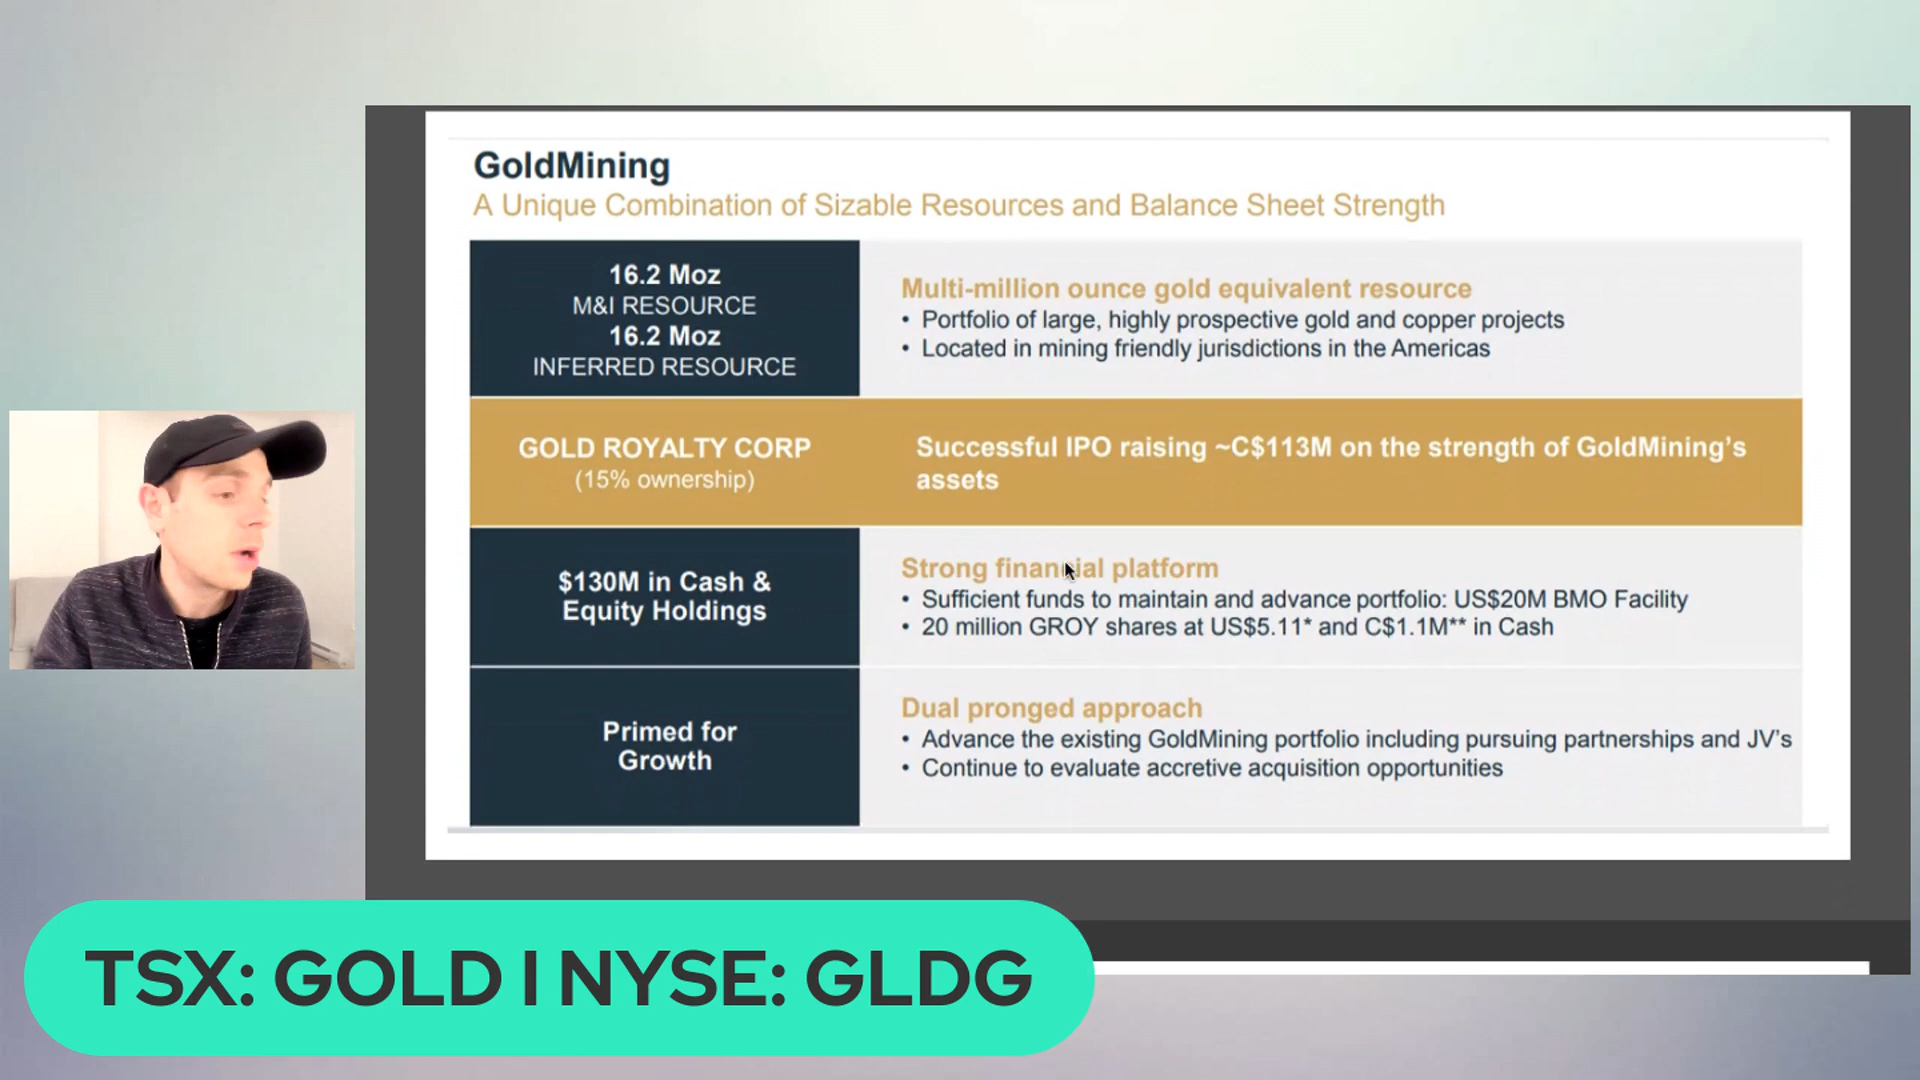 GoldMining
A Unique Combination of Sizable Resources and Balance Sheet Strength
16.2 Moz
M&I RESOURCE
16.2 Moz
INFERRED RESOURCE
Multi-million ounce gold equivalent resource
• Portfolio of large, highly prospective gold and copper projects
• Located in mining friendly jurisdictions in the Americas
GOLD ROYALTY CORP
(15% ownership)
Successful IPO raising ~C$113M on the strength of GoldMining’s
assets
$130M in Cash &
Equity Holdings
Strong financial platform
• Sufficient funds to maintain and advance portfolio: US$20M BMO Facility
• 20 million GROY shares at US$5.11* and C$1.1M** in Cash
Primed for
Growth
Dual pronged approach
• Advance the existing GoldMining portfolio including pursuing partnerships and JV’s
• Continue to evaluate accretive acquisition opportunities
TSX: GOLD I NYSE: GLDG